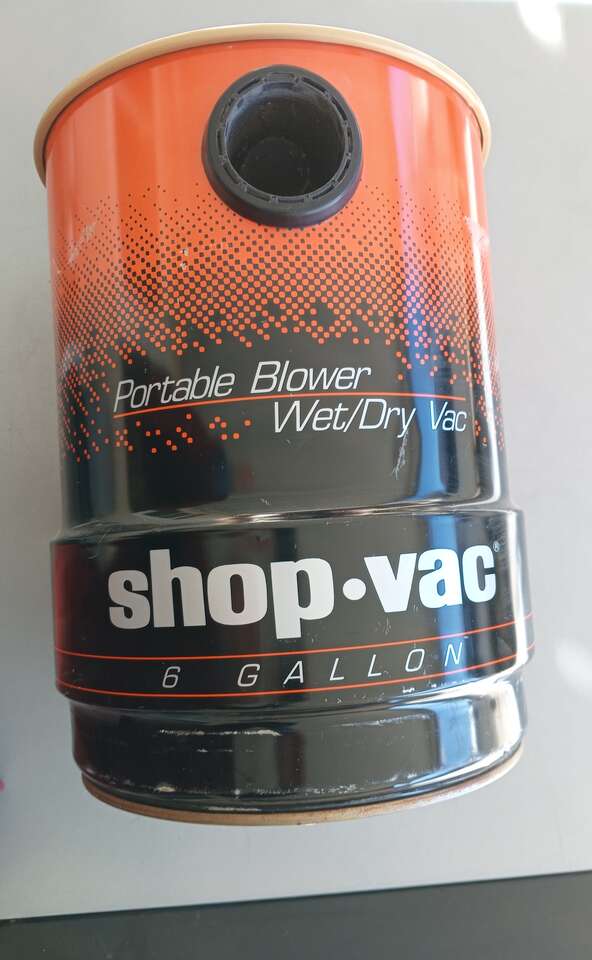 Portable Blower
Wet/Dry Vac
shop·vac®
6 GALLON